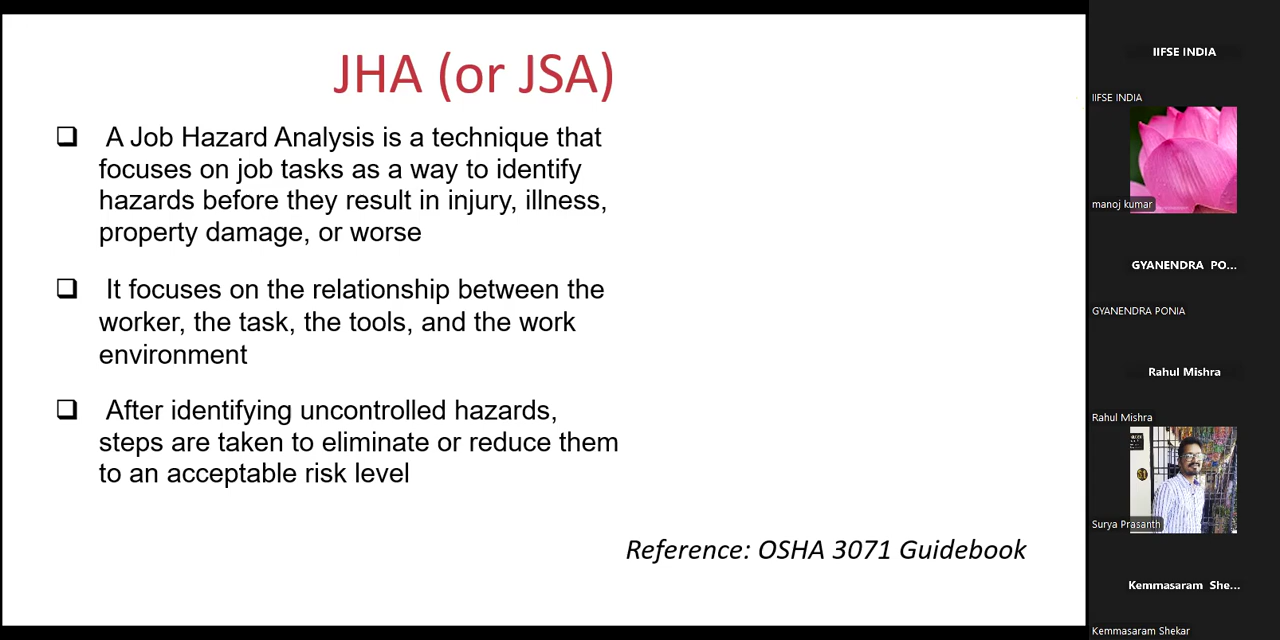 JHA (or JSA)
❑ A Job Hazard Analysis is a technique that
focuses on job tasks as a way to identify
hazards before they result in injury, illness,
property damage, or worse
❑ It focuses on the relationship between the
worker, the task, the tools, and the work
environment
❑ After identifying uncontrolled hazards,
steps are taken to eliminate or reduce them
to an acceptable risk level
Reference: OSHA 3071 Guidebook
IIFSE INDIA
IIFSE INDIA
manoj kumar
GYANENDRA PO...
GYANENDRA PONIA
Rahul Mishra
Rahul Mishra
Surya Prasanth
Kemmasaram She...
Kemmasaram Shekar